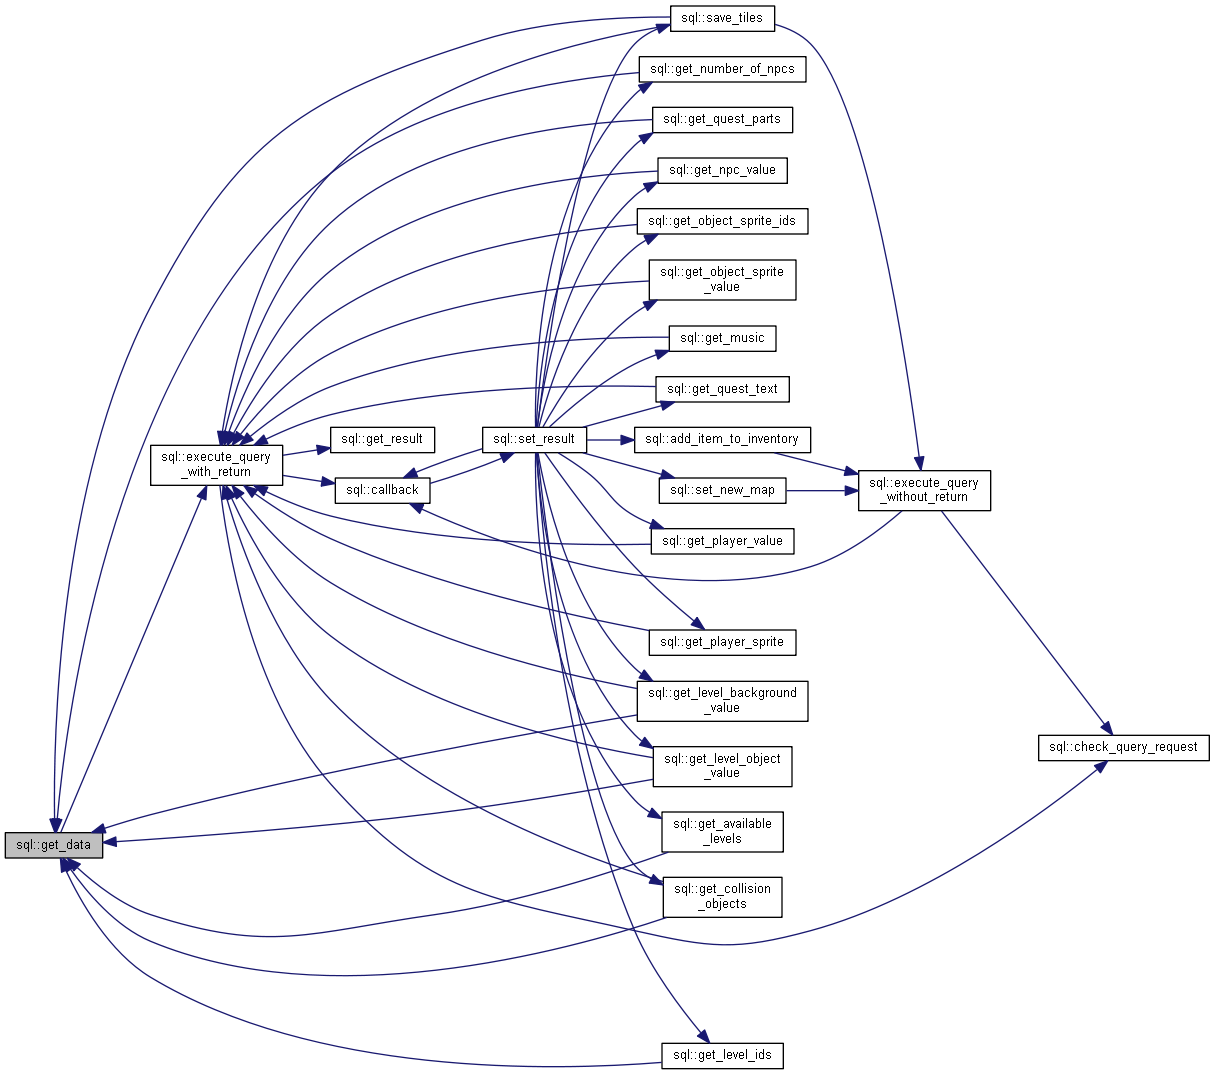 sql::save_tiles
sql::get_number_of_npcs
sql::get_quest_parts
sql::get_npc_value
sql::get_object_sprite_ids
sql::get_object_sprite
_value
sql::get_music
sql::get_quest_text
sql::get_result
sql::set_result
sql::add_item_to_inventory
sql::execute_query
_with_return
sql::callback
sql::set_new_map
sql::execute_query
_without_return
sql::get_player_value
sql::get_player_sprite
sql::get_level_background
_value
sql::check_query_request
sql::get_level_object
_value
sql::get_available
_levels
sql::get_data
sql::get_collision
_objects
sql::get_level_ids